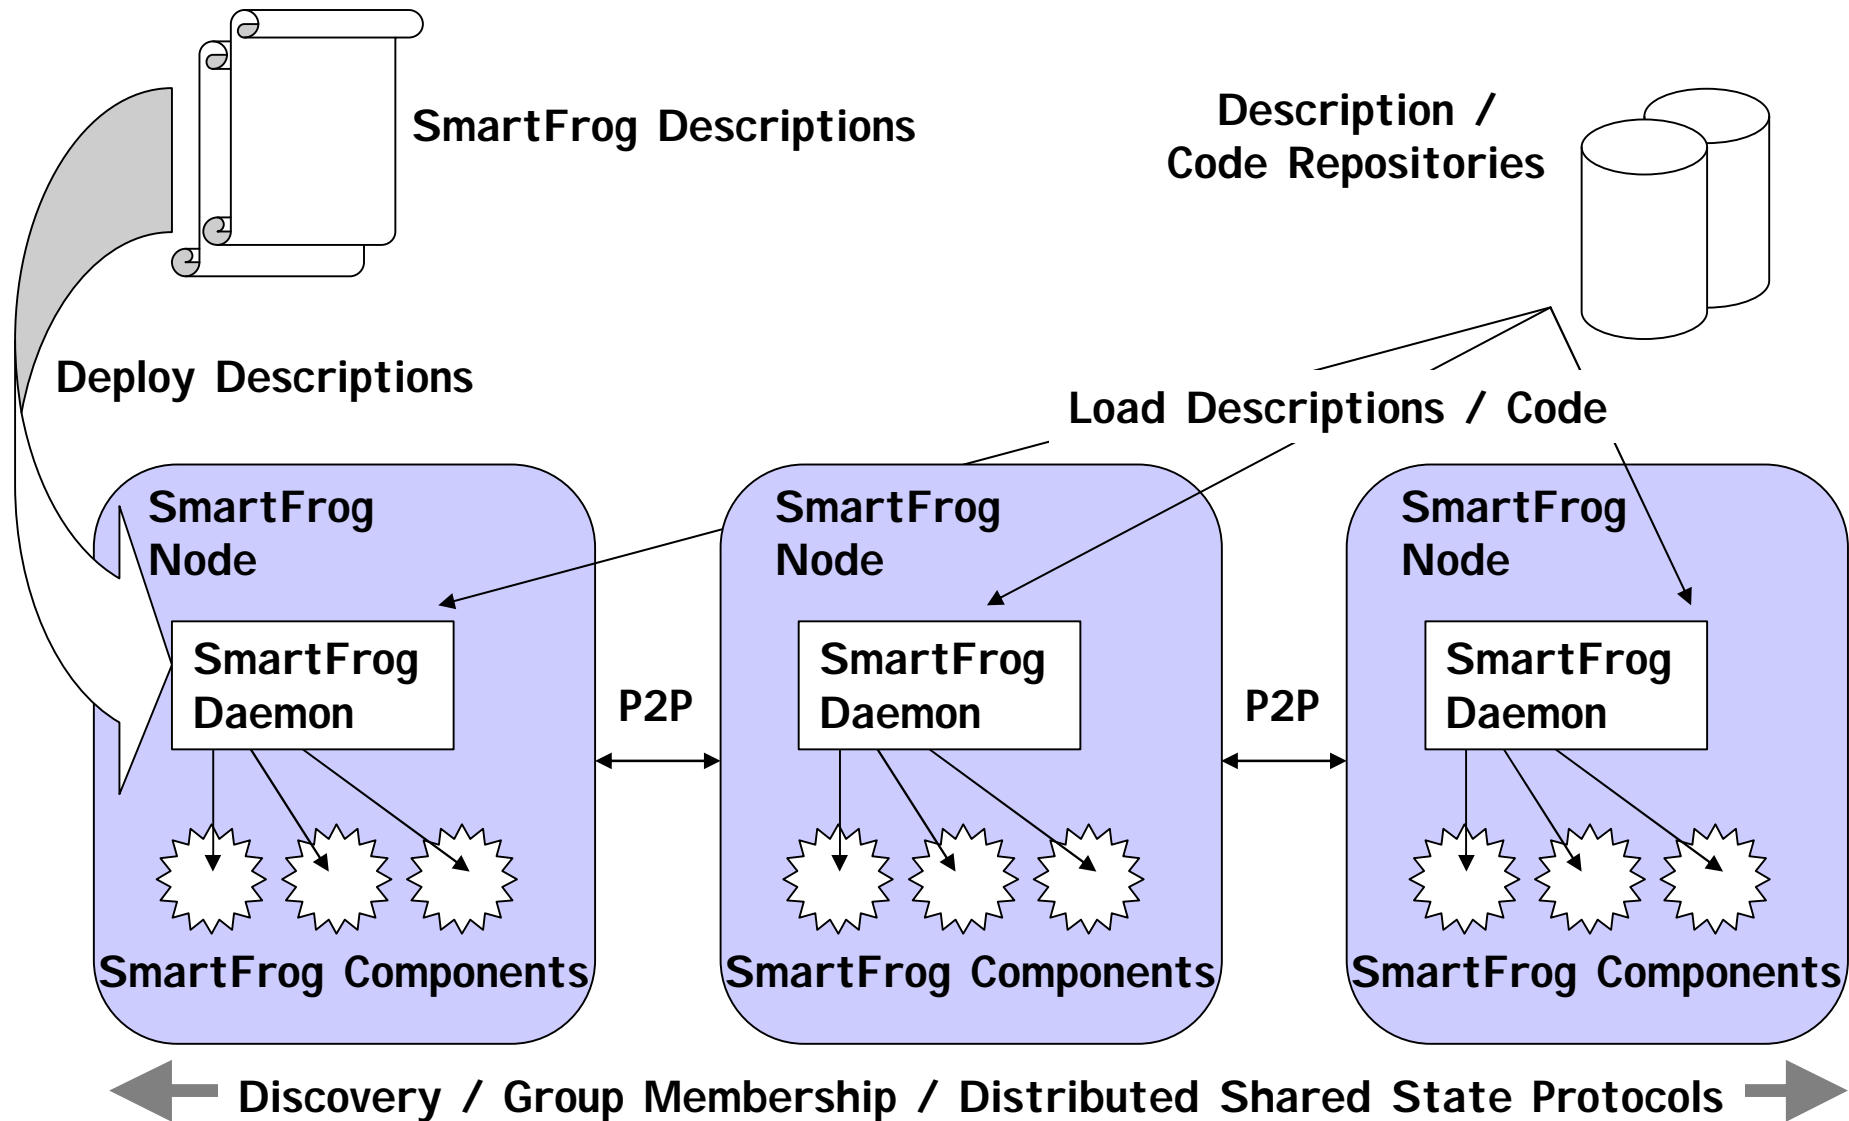 SmartFrog Descriptions
Description /
Code Repositories
Deploy Descriptions
Load Descriptions / Code
SmartFrog
Node
SmartFrog
Daemon
SmartFrog Components
P2P
SmartFrog
Node
SmartFrog
Daemon
SmartFrog Components
P2P
SmartFrog
Node
SmartFrog
Daemon
SmartFrog Components
Discovery / Group Membership / Distributed Shared State Protocols